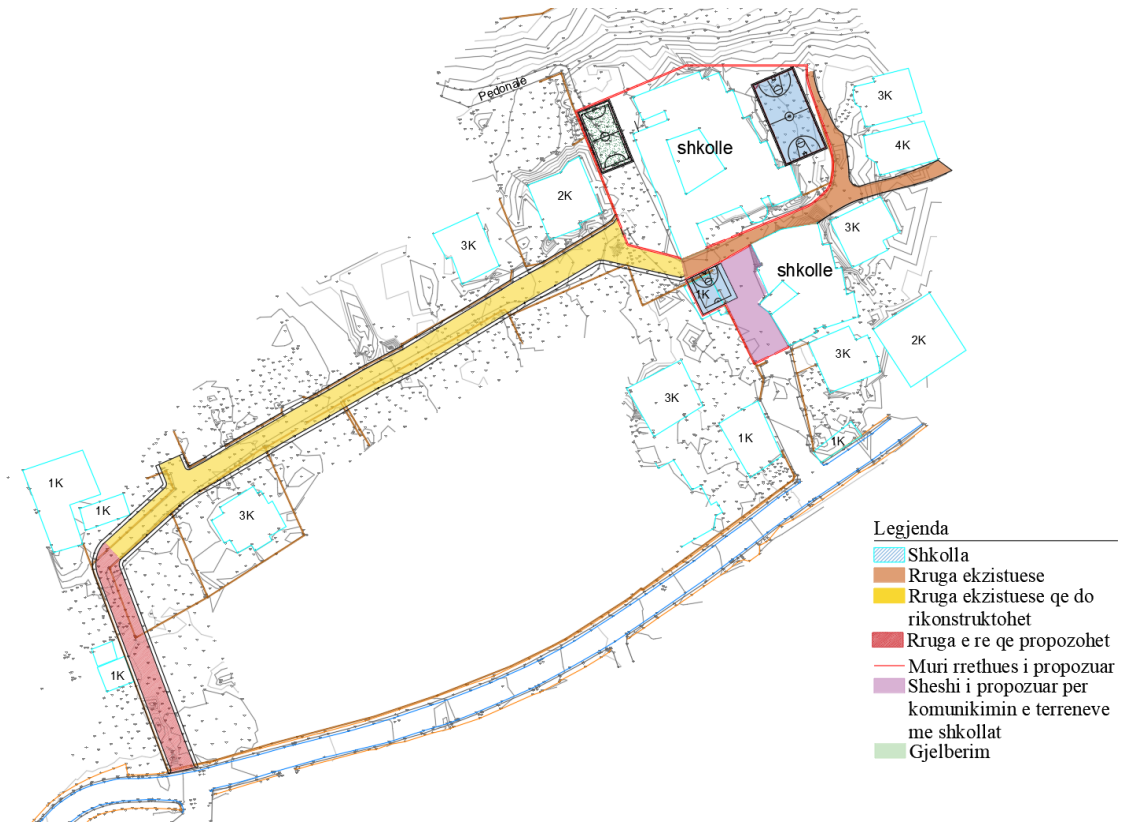 Pedonale
3K
4K
shkolle
2K
3K
3K
shkolle
1K
2K
3K
3K
1K
1K
1K
1K
3K
1K
Legjenda
Shkolla
Rruga ekzistuese
Rruga ekzistuese qe do
rikonstruktohet
Rruga e re qe propozohet
Muri rrethues i propozuar
Sheshi i propozuar per
komunikimin e terreneve
me shkollat
Gjelberim